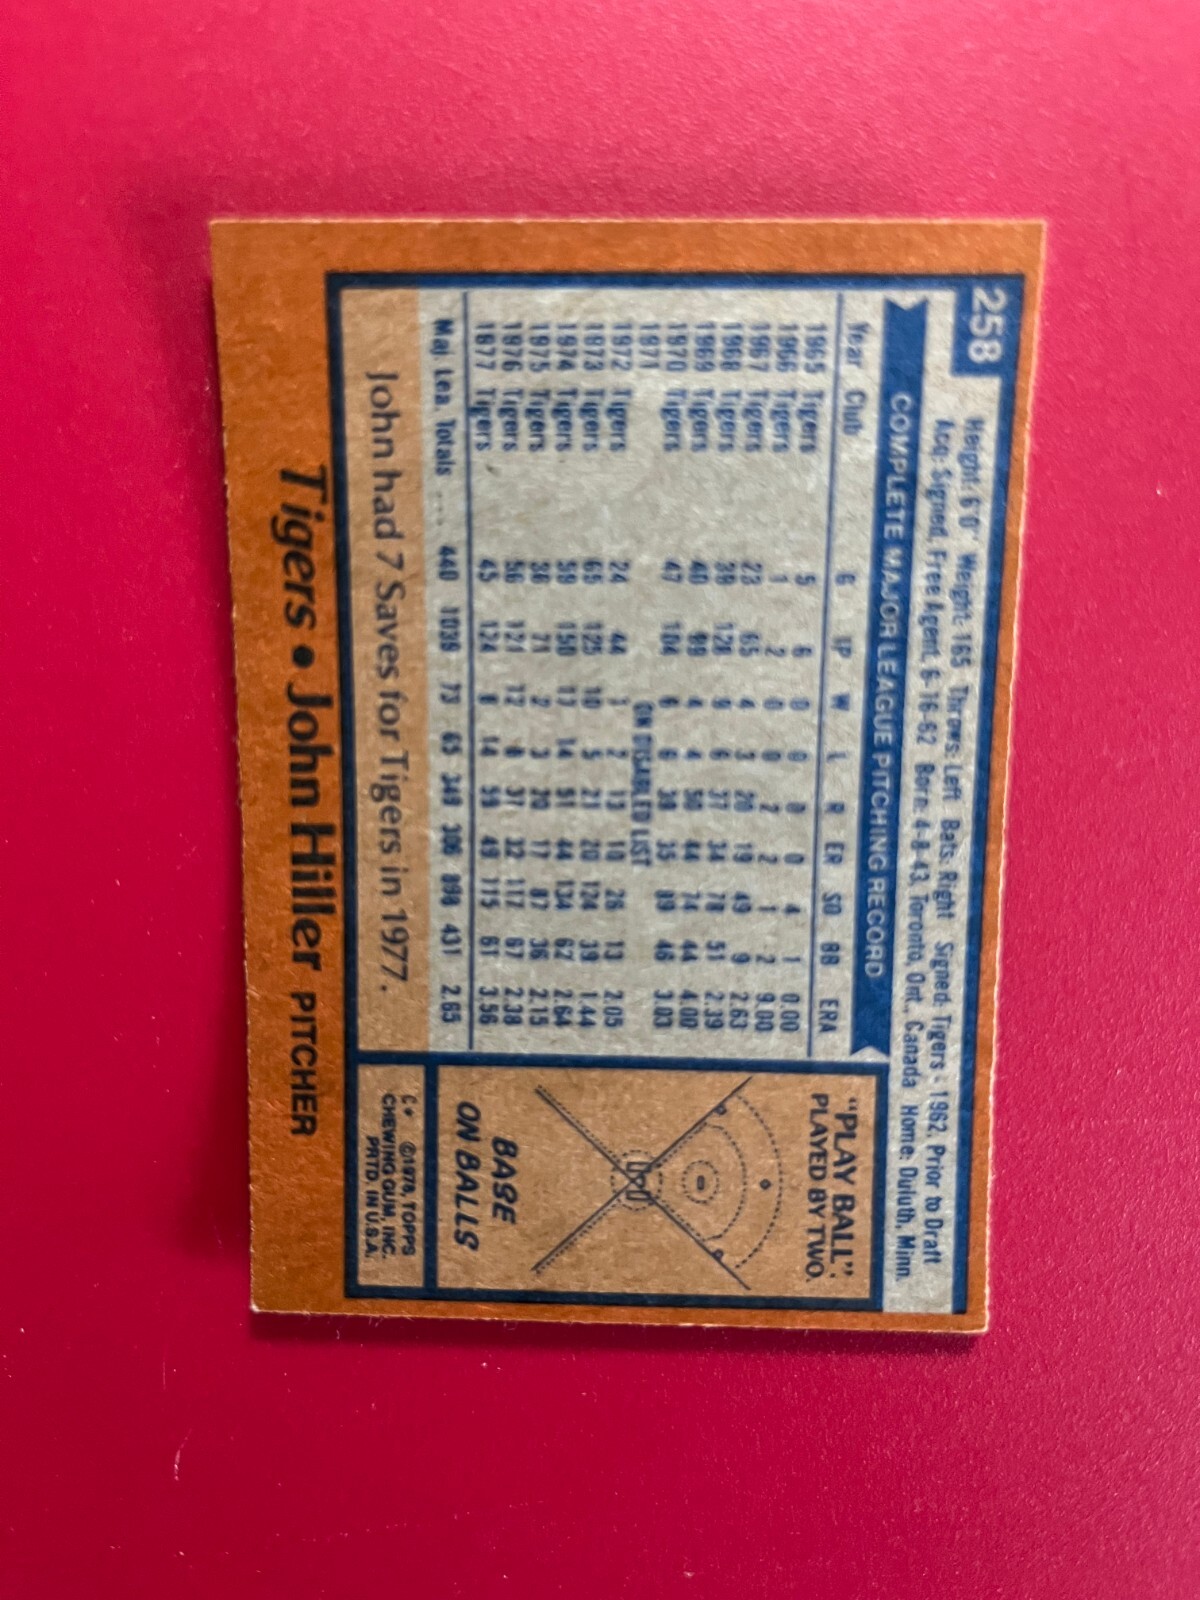 258
Height: 6'0" Weight: 165 Throws: Left Bats: Right Signed: Tigers - 1962, Prior to Draft
Acq: Signed, Free Agent, 6-16-62 Born: 4-8-43, Toronto, Ont., Canada Home: Duluth, Minn.
COMPLETE MAJOR LEAGUE PITCHING RECORD
Year Club G IP W L R ER SO BB ERA
1965 Tigers 5 6 0 0 0 0 4 1 0.00
1966 Tigers 1 2 0 0 2 2 1 2 9.00
1967 Tigers 23 65 4 3 20 19 49 9 2.63
1968 Tigers 39 128 9 6 37 34 78 51 2.39
1969 Tigers 40 99 4 4 50 44 74 44 4.00
1970 Tigers 47 104 6 6 39 35 89 46 3.03
1971 ON DISABLED LIST
1972 Tigers 24 44 1 2 13 10 26 13 2.05
1973 Tigers 65 125 10 5 21 20 124 39 1.44
1974 Tigers 59 150 17 14 51 44 134 62 2.64
1975 Tigers 36 71 2 3 20 17 87 36 2.15
1976 Tigers 56 121 12 8 37 32 117 67 2.38
1977 Tigers 45 124 8 14 59 49 115 61 3.56
Maj. Lea. Totals .... 440 1039 73 65 349 306 898 431 2.65
John had 7 Saves for Tigers in 1977.
"PLAY BALL".
PLAYED BY TWO.
BASE
ON BALLS
C* ©1978, TOPPS
CHEWING GUM, INC.
PRTD. IN U.S.A.
Tigers • John Hiller PITCHER